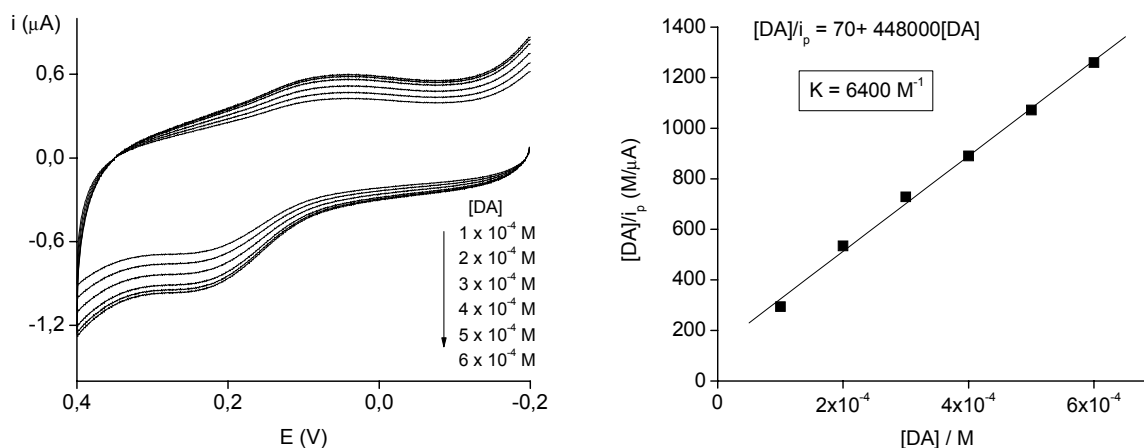 i (μA)
0,6
0,0
-0,6
-1,2
0,4
0,2
0,0
-0,2
E (V)
[DA]
1 x 10⁻⁴ M
2 x 10⁻⁴ M
3 x 10⁻⁴ M
4 x 10⁻⁴ M
5 x 10⁻⁴ M
6 x 10⁻⁴ M
[DA]/iₚ = 70+ 448000[DA]
K = 6400 M⁻¹
[DA]/iₚ (M/μA)
1400
1200
1000
800
600
400
200
0
0
2x10⁻⁴
4x10⁻⁴
6x10⁻⁴
[DA] / M